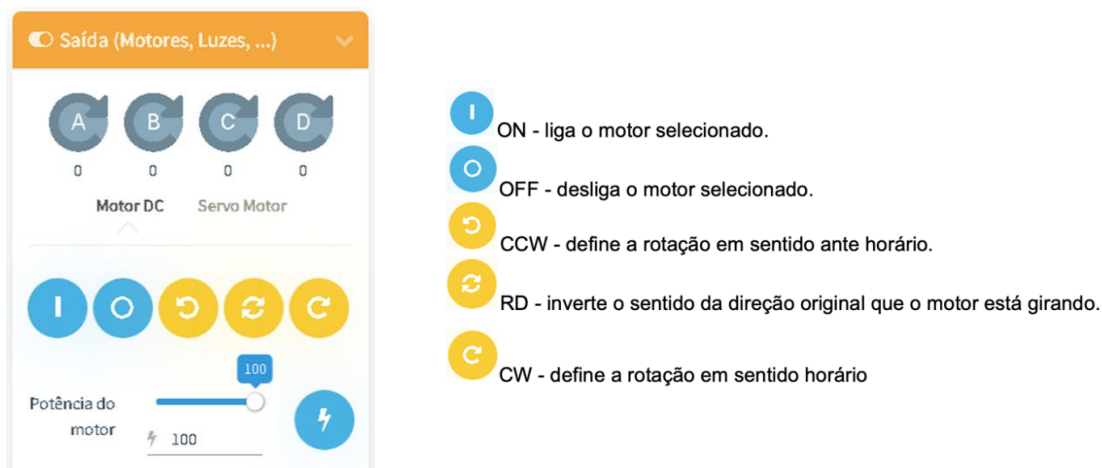 Saída (Motores, Luzes, ...)
A B C D
0 0 0 0
Motor DC Servo Motor
100
Potência do
motor
100
ON - liga o motor selecionado.
OFF - desliga o motor selecionado.
CCW - define a rotação em sentido ante horário.
RD - inverte o sentido da direção original que o motor está girando.
CW - define a rotação em sentido horário